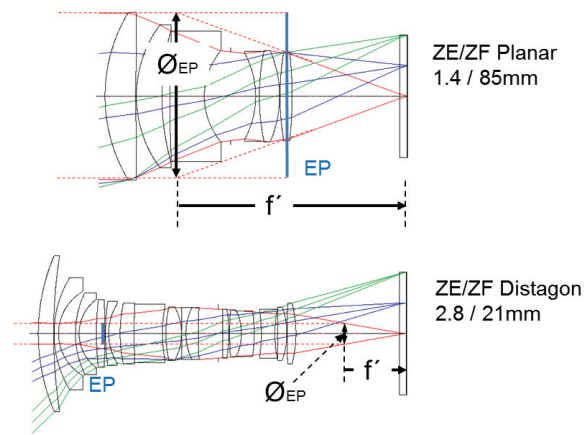 ZE/ZF Planar
1.4 / 85mm
ØEP
EP
f´
ZE/ZF Distagon
2.8 / 21mm
EP
ØEP
f´